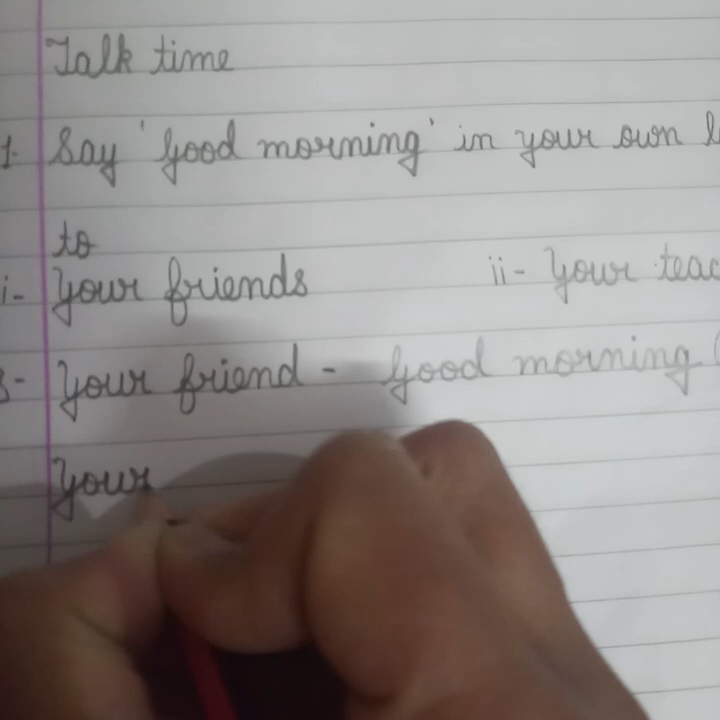 Talk time
1. Say 'Good morning' in your own
to
i- Your friends ii- Your
Your friend - Good morning
Your